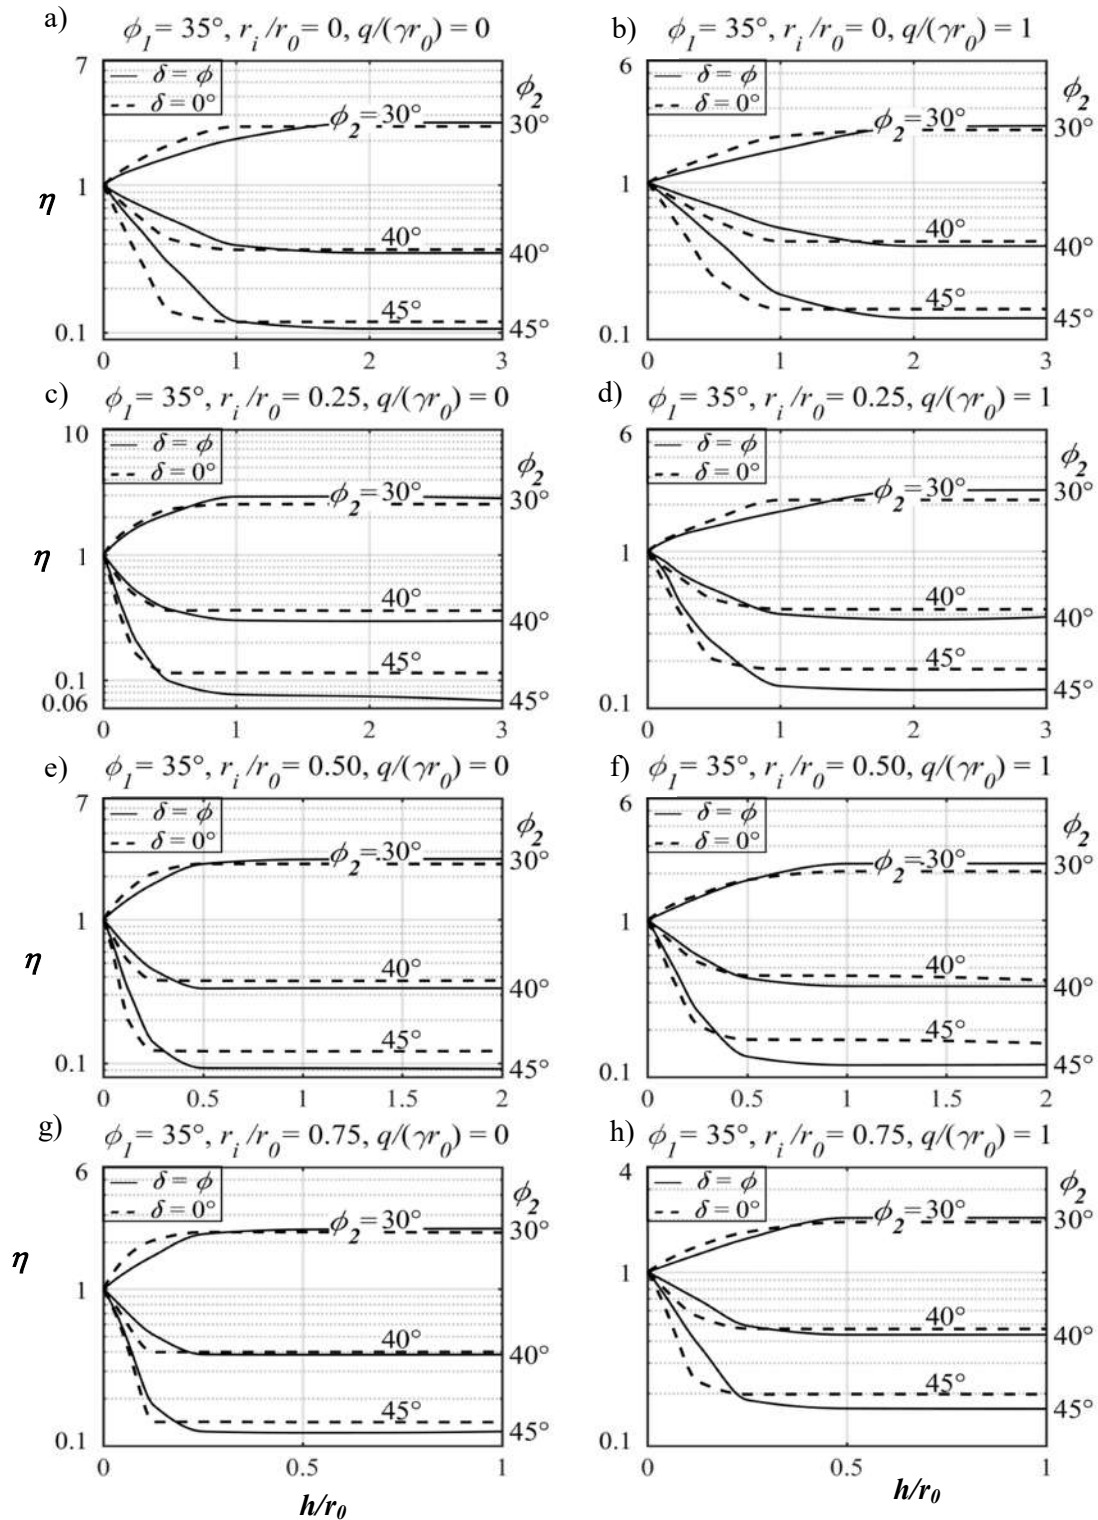 a) ϕ1 = 35°, ri/r0 = 0, q/(γr0) = 0
7
δ = ϕ
δ = 0°
ϕ2
ϕ2 = 30°
30°
1
η
40°
40°
45°
45°
0.1
0 1 2 3
b) ϕ1 = 35°, ri/r0 = 0, q/(γr0) = 1
6
δ = ϕ
δ = 0°
ϕ2
ϕ2 = 30°
30°
1
40°
40°
45°
45°
0.1
0 1 2 3
c) ϕ1 = 35°, ri/r0 = 0.25, q/(γr0) = 0
10
δ = ϕ
δ = 0°
ϕ2
ϕ2 = 30°
30°
1
η
40°
40°
45°
0.1
0.06
45°
0 1 2 3
d) ϕ1 = 35°, ri/r0 = 0.25, q/(γr0) = 1
6
δ = ϕ
δ = 0°
ϕ2
ϕ2 = 30°
30°
1
40°
40°
45°
45°
0.1
0 1 2 3
e) ϕ1 = 35°, ri/r0 = 0.50, q/(γr0) = 0
7
δ = ϕ
δ = 0°
ϕ2
ϕ2 = 30°
30°
1
η
40°
40°
45°
0.1
45°
0 0.5 1 1.5 2
f) ϕ1 = 35°, ri/r0 = 0.50, q/(γr0) = 1
6
δ = ϕ
δ = 0°
ϕ2
ϕ2 = 30°
30°
1
40°
40°
45°
45°
0.1
0 0.5 1 1.5 2
g) ϕ1 = 35°, ri/r0 = 0.75, q/(γr0) = 0
6
δ = ϕ
δ = 0°
ϕ2
ϕ2 = 30°
30°
η
1
40°
40°
45°
45°
0.1
0 0.5 1
h/r0
h) ϕ1 = 35°, ri/r0 = 0.75, q/(γr0) = 1
4
δ = ϕ
δ = 0°
ϕ2
ϕ2 = 30°
30°
1
40°
40°
45°
45°
0.1
0 0.5 1
h/r0